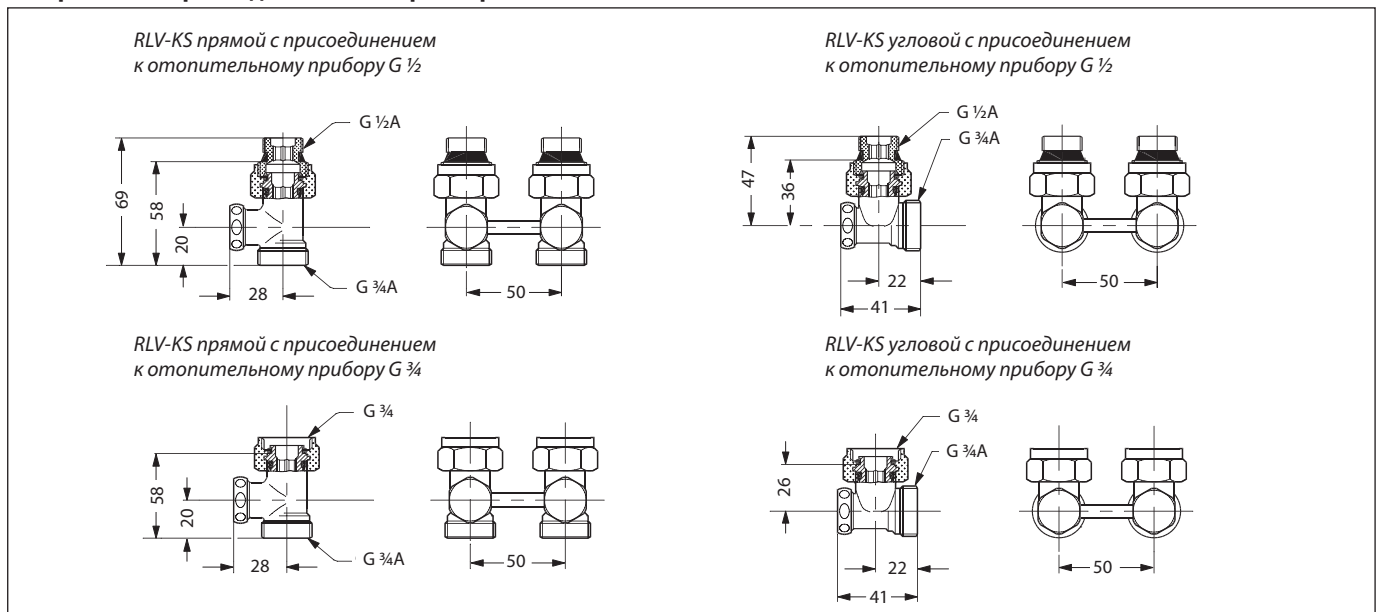 RLV-KS прямой с присоединением
к отопительному прибору G ½
G ½A
69
58
20
28
G ¾A
50
RLV-KS угловой с присоединением
к отопительному прибору G ½
G ½A
G ¾A
47
36
22
41
50
RLV-KS прямой с присоединением
к отопительному прибору G ¾
G ¾
58
20
28
G ¾A
50
RLV-KS угловой с присоединением
к отопительному прибору G ¾
G ¾
G ¾A
26
22
41
50